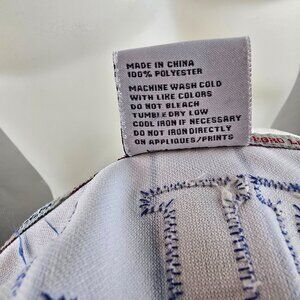 MADE IN CHINA
100% POLYESTER
MACHINE WASH COLD
WITH LIKE COLORS
DO NOT BLEACH
TUMBLE DRY LOW
COOL IRON IF NECESSARY
DO NOT IRON DIRECTLY
ON APPLIQUES/PRINTS